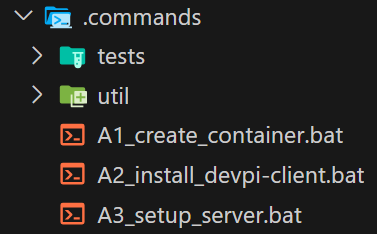 .commands
tests
util
A1_create_container.bat
A2_install_devpi-client.bat
A3_setup_server.bat